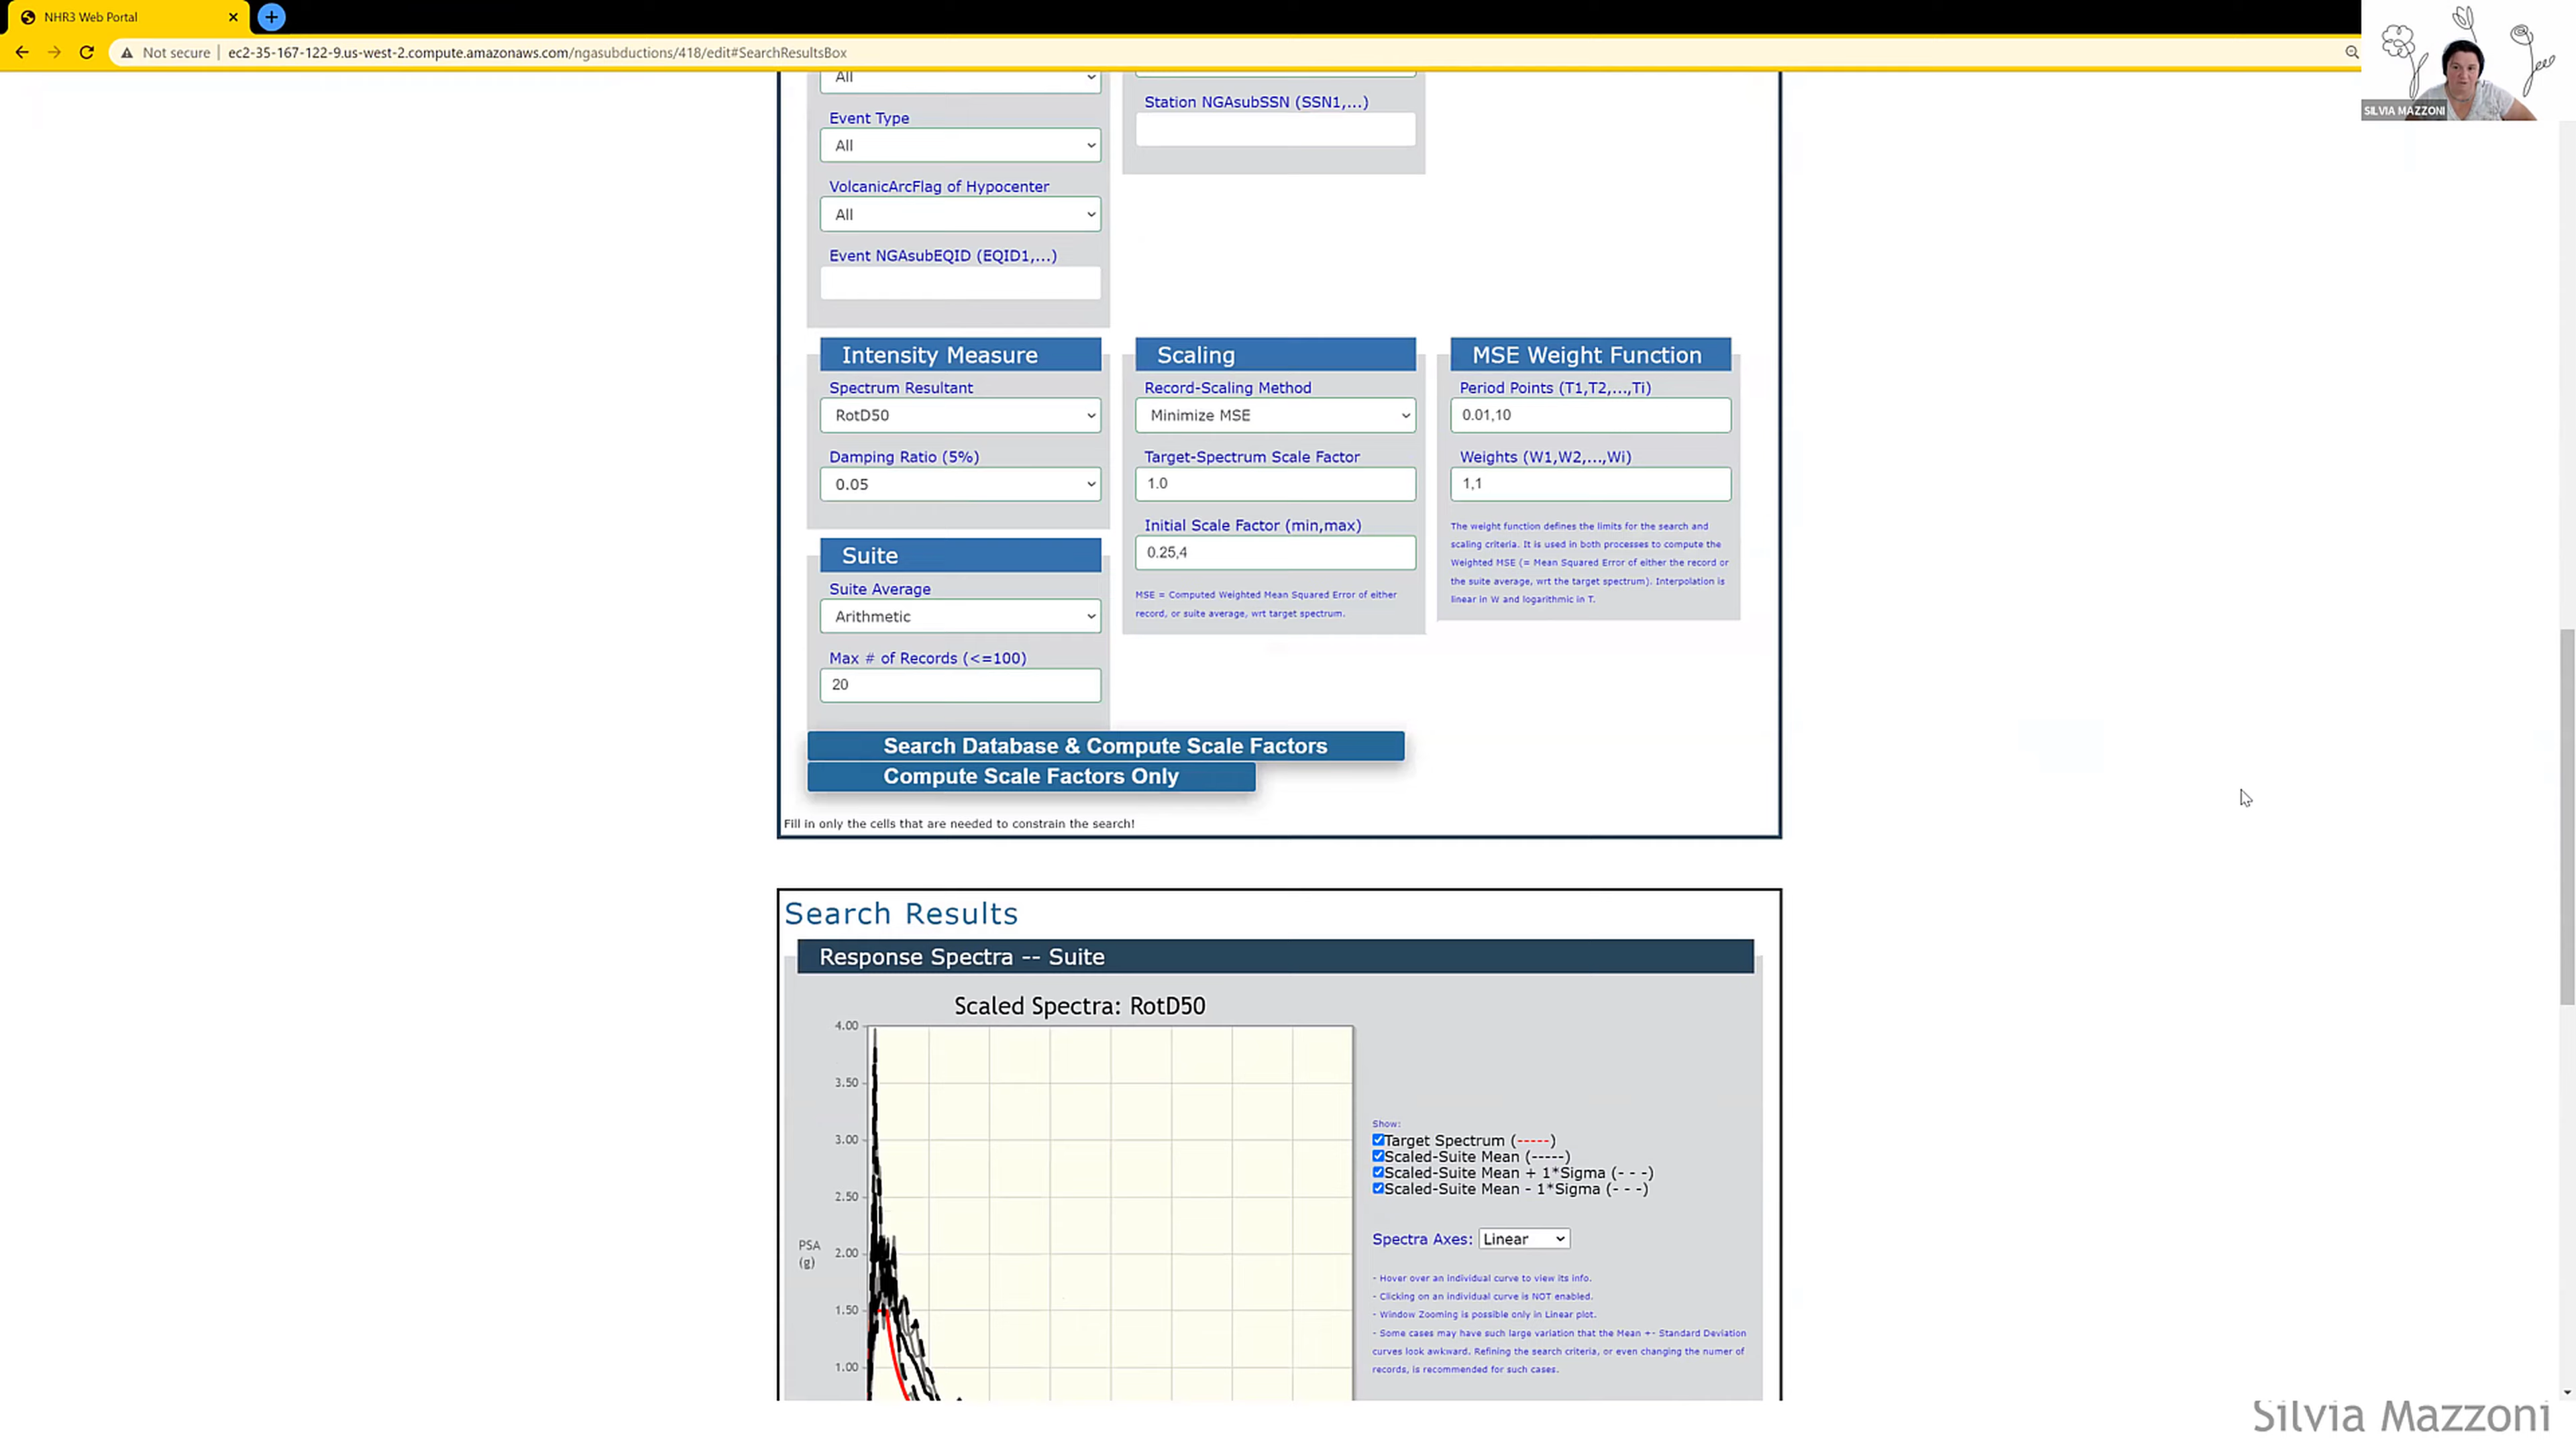 NHR3 Web Portal
Not secure
ec2-35-167-122-9.us-west-2.compute.amazonaws.com/ngasubductions/418/edit#SearchResultsBox
SILVIA MAZZONI
All
Event Type
All
VolcanicArcFlag of Hypocenter
All
Event NGAsubEQID (EQID1,...)
Station NGAsubSSN (SSN1,...)
Intensity Measure
Spectrum Resultant
RotD50
Damping Ratio (5%)
0.05
Suite
Suite Average
Arithmetic
Max # of Records (<=100)
20
Scaling
Record-Scaling Method
Minimize MSE
Target-Spectrum Scale Factor
1.0
Initial Scale Factor (min,max)
0.25,4
MSE = Computed Weighted Mean Squared Error of either
record, or suite average, wrt target spectrum.
MSE Weight Function
Period Points (T1,T2,...,Ti)
0.01,10
Weights (W1,W2,...,Wi)
1,1
The weight function defines the limits for the search and
scaling criteria. It is used in both processes to compute the
Weighted MSE (= Mean Squared Error of either the record or
the suite average, wrt the target spectrum). Interpolation is
linear in W and logarithmic in T.
Search Database & Compute Scale Factors
Compute Scale Factors Only
Fill in only the cells that are needed to constrain the search!
Search Results
Response Spectra -- Suite
Scaled Spectra: RotD50
4.00
3.50
3.00
2.50
2.00
1.50
1.00
PSA
(g)
Show:
Target Spectrum (-----)
Scaled-Suite Mean (-----)
Scaled-Suite Mean + 1*Sigma (- - -)
Scaled-Suite Mean - 1*Sigma (- - -)
Spectra Axes: Linear
- Hover over an individual curve to view its info.
- Clicking on an individual curve is NOT enabled.
- Window Zooming is possible only in Linear plot.
- Some cases may have such large variation that the Mean +- Standard Deviation
curves look awkward. Refining the search criteria, or even changing the numer of
records, is recommended for such cases.
Silvia Mazzoni